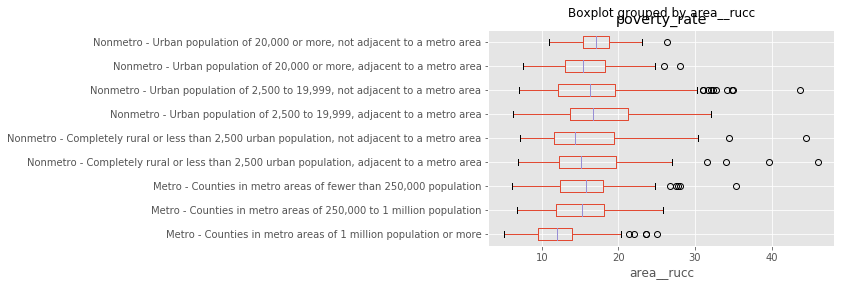 Boxplot grouped by area__rucc
poverty_rate
Nonmetro - Urban population of 20,000 or more, not adjacent to a metro area
Nonmetro - Urban population of 20,000 or more, adjacent to a metro area
Nonmetro - Urban population of 2,500 to 19,999, not adjacent to a metro area
Nonmetro - Urban population of 2,500 to 19,999, adjacent to a metro area
Nonmetro - Completely rural or less than 2,500 urban population, not adjacent to a metro area
Nonmetro - Completely rural or less than 2,500 urban population, adjacent to a metro area
Metro - Counties in metro areas of fewer than 250,000 population
Metro - Counties in metro areas of 250,000 to 1 million population
Metro - Counties in metro areas of 1 million population or more
10 20 30 40
area__rucc